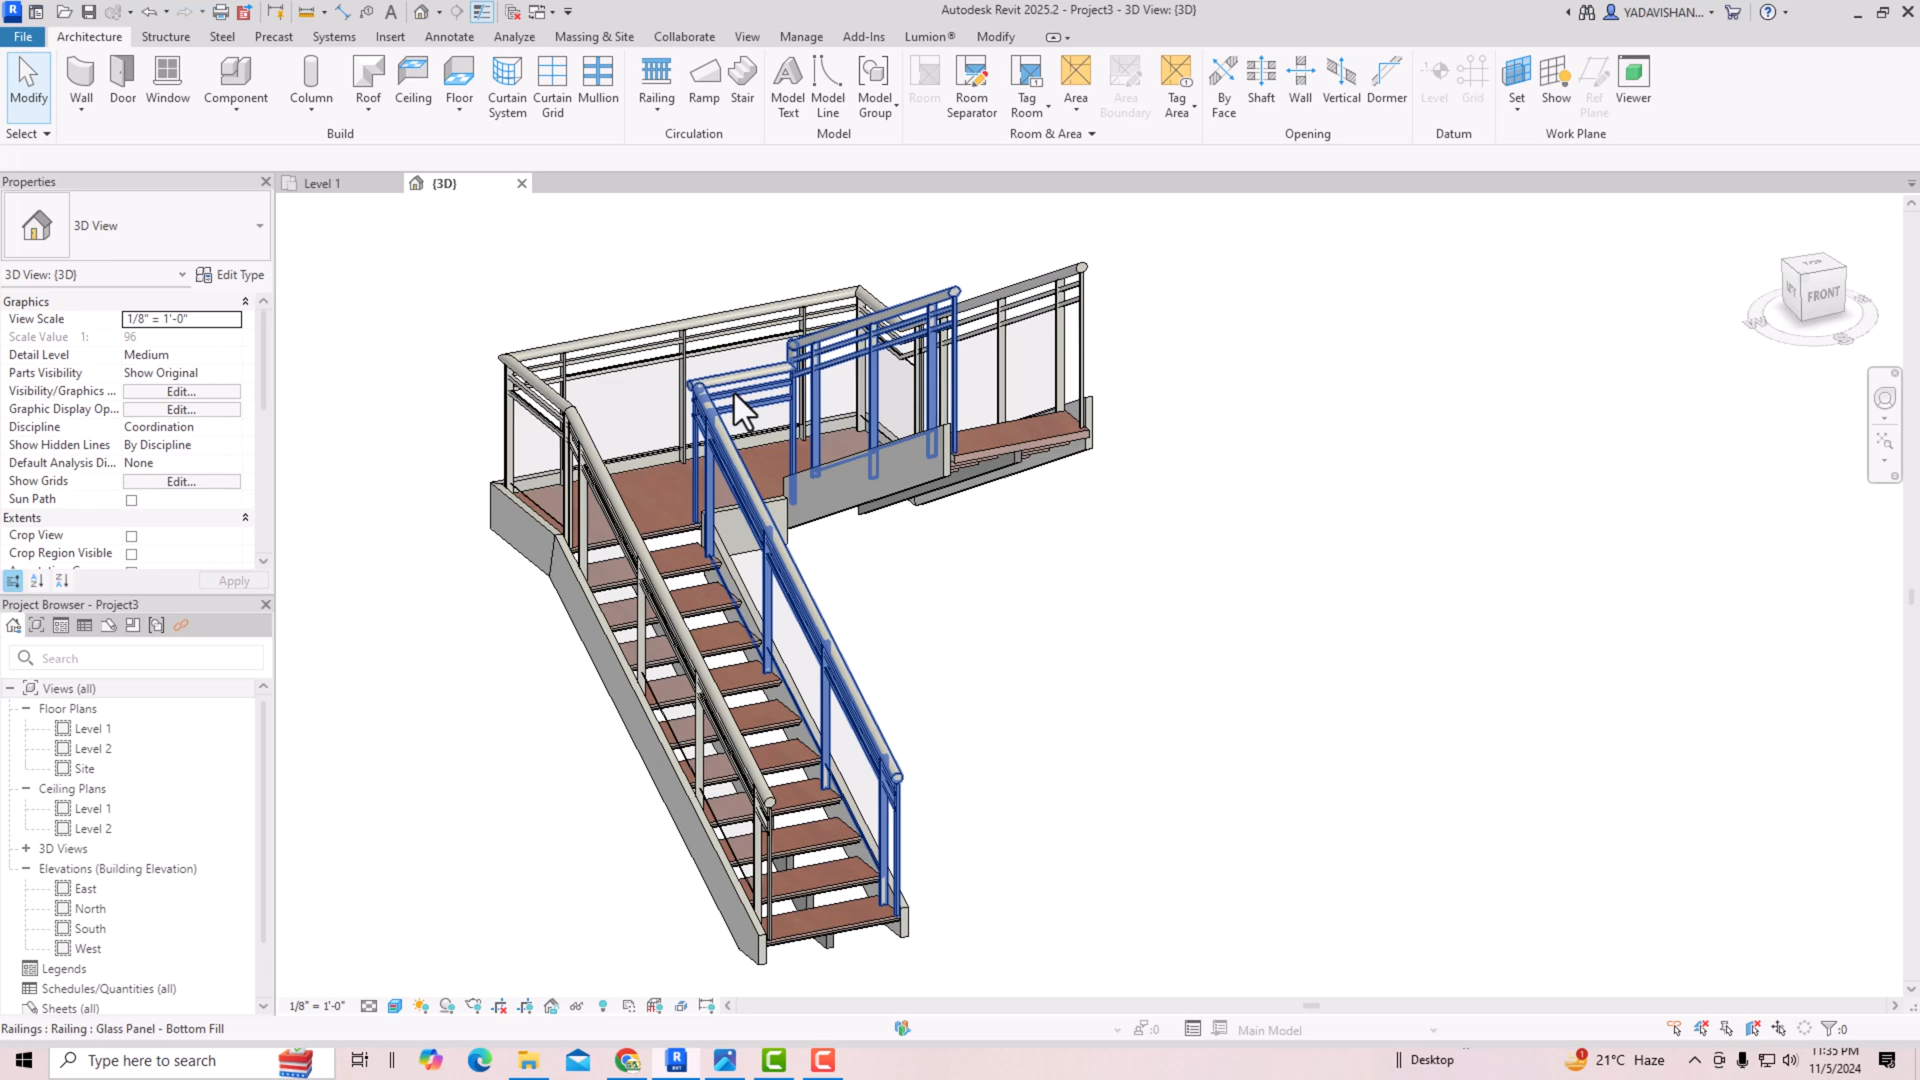 Autodesk Revit 2025.2 - Project3 - 3D View: {3D}
YADAVISHAN...
File Architecture Structure Steel Precast Systems Insert Annotate Analyze Massing & Site Collaborate View Manage Add-Ins Lumion® Modify
Modify Wall Door Window Component Column Roof Ceiling Floor Curtain System Curtain Grid Mullion Railing Ramp Stair Model Text Model Line Model Group Room Room Separator Tag Room Area Area Boundary Tag Area By Face Shaft Wall Vertical Dormer Level Grid Set Show Ref Plane Viewer
Select Build Circulation Model Room & Area Opening Datum Work Plane
Properties
Level 1 {3D}
3D View
3D View: {3D} Edit Type
Graphics
View Scale 1/8" = 1'-0"
Scale Value 1: 96
Detail Level Medium
Parts Visibility Show Original
Visibility/Graphics ... Edit...
Graphic Display Op... Edit...
Discipline Coordination
Show Hidden Lines By Discipline
Default Analysis Di... None
Show Grids Edit...
Sun Path
Extents
Crop View
Crop Region Visible
Apply
Project Browser - Project3
Search
Views (all)
Floor Plans
Level 1
Level 2
Site
Ceiling Plans
Level 1
Level 2
3D Views
Elevations (Building Elevation)
East
North
South
West
Legends
Schedules/Quantities (all)
Sheets (all)
TOP
FRONT
1/8" = 1'-0"
Railings : Railing : Glass Panel - Bottom Fill
:0
Main Model
:0
Type here to search
Desktop
1
21°C Haze
11:35 PM
11/5/2024